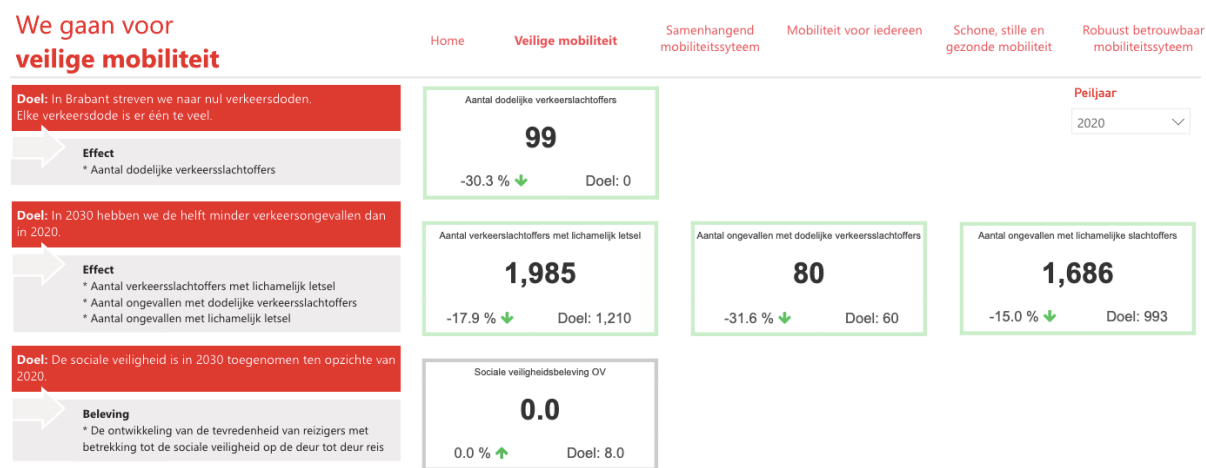 We gaan voor
veilige mobiliteit
Home
Veilige mobiliteit
Samenhangend
mobiliteitssyteem
Mobiliteit voor iedereen
Schone, stille en
gezonde mobiliteit
Robuust betrouwbaar
mobiliteitssyteem
Peiljaar
2020
Doel: In Brabant streven we naar nul verkeersdoden.
Elke verkeersdode is er één te veel.
Effect
* Aantal dodelijke verkeersslachtoffers
Aantal dodelijke verkeerslachtoffers
99
-30.3 % Doel: 0
Doel: In 2030 hebben we de helft minder verkeersongevallen dan
in 2020.
Effect
* Aantal verkeerslachtoffers met lichamelijk letsel
* Aantal ongevallen met dodelijke verkeersslachtoffers
* Aantal ongevallen met lichamelijk letsel
Aantal verkeerslachtoffers met lichamelijk letsel
1,985
-17.9 % Doel: 1,210
Aantal ongevallen met dodelijke verkeersslachtoffers
80
-31.6 % Doel: 60
Aantal ongevallen met lichamelijke slachtoffers
1,686
-15.0 % Doel: 993
Doel: De sociale veiligheid is in 2030 toegenomen ten opzichte van
2020.
Beleving
* De ontwikkeling van de tevredenheid van reizigers met
betrekking tot de sociale veiligheid op de deur tot deur reis
Sociale veiligheidsbeleving OV
0.0
0.0 % Doel: 8.0